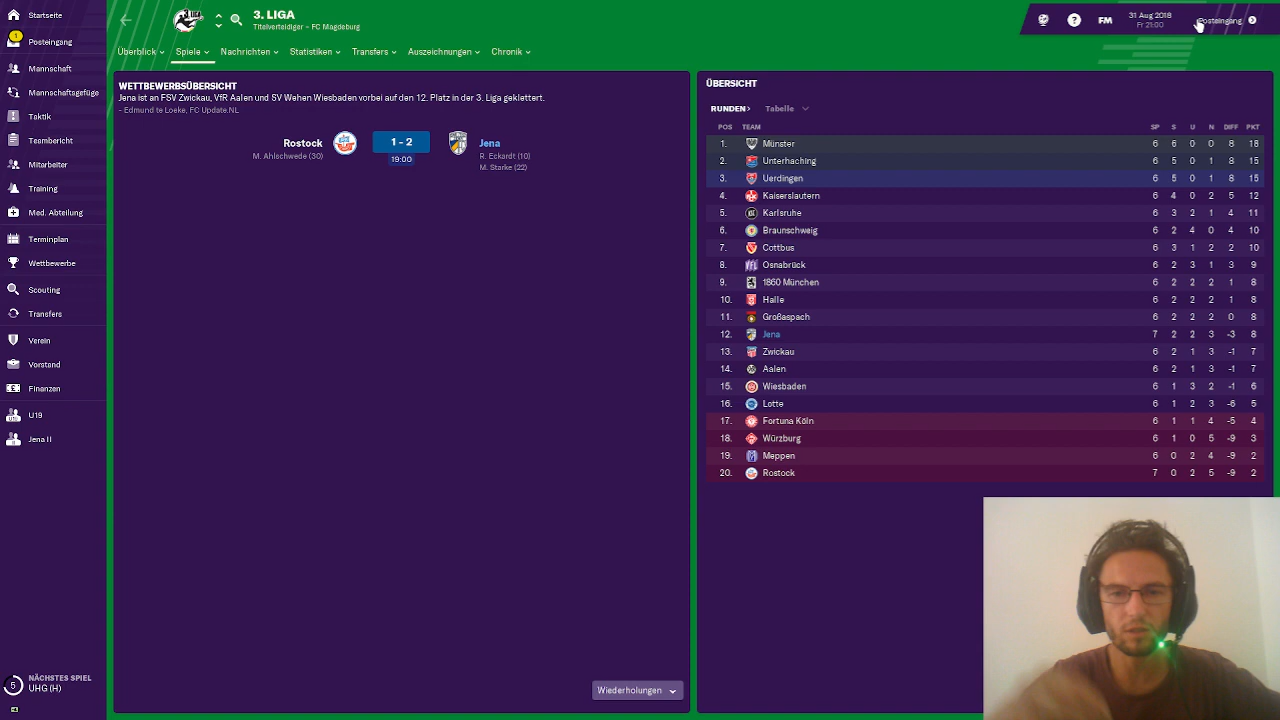 3. LIGA
Titelverteidiger - FC Magdeburg
31 Aug 2018
Fr 21:00
Posteingang
FM
?
Startseite
1
Posteingang
Mannschaft
Mannschaftsgefüge
Taktik
Teambericht
Mitarbeiter
Training
Med. Abteilung
Terminplan
Wettbewerbe
Scouting
Transfers
Verein
Vorstand
Finanzen
U19
Jena II
5
NÄCHSTES SPIEL
UHG (H)
Überblick
Spiele
Nachrichten
Statistiken
Transfers
Auszeichnungen
Chronik
WETTBEWERBSÜBERSICHT
Jena ist an FSV Zwickau, VfR Aalen und SV Wehen Wiesbaden vorbei auf den 12. Platz in der 3. Liga geklettert.
- Edmund te Loeke, FC Update.NL
Rostock 1 - 2 Jena
M. Ahlschwede (30) 19:00 R. Eckardt (10)
M. Starke (22)
Wiederholungen
ÜBERSICHT
RUNDEN> Tabelle
POS TEAM SP S U N DIFF PKT
1. Münster 6 6 0 0 8 18
2. Unterhaching 6 5 0 1 8 15
3. Uerdingen 6 5 0 1 8 15
4. Kaiserslautern 6 4 0 2 5 12
5. Karlsruhe 6 3 2 1 4 11
6. Braunschweig 6 2 4 0 4 10
7. Cottbus 6 3 1 2 2 10
8. Osnabrück 6 2 3 1 3 9
9. 1860 München 6 2 2 2 1 8
10. Halle 6 2 2 2 1 8
11. Großaspach 6 2 2 2 0 8
12. Jena 7 2 2 3 -3 8
13. Zwickau 6 2 1 3 -1 7
14. Aalen 6 2 1 3 -1 7
15. Wiesbaden 6 1 3 2 -1 6
16. Lotte 6 1 2 3 -6 5
17. Fortuna Köln 6 1 1 4 -5 4
18. Würzburg 6 1 0 5 -9 3
19. Meppen 6 0 2 4 -9 2
20. Rostock 7 0 2 5 -9 2